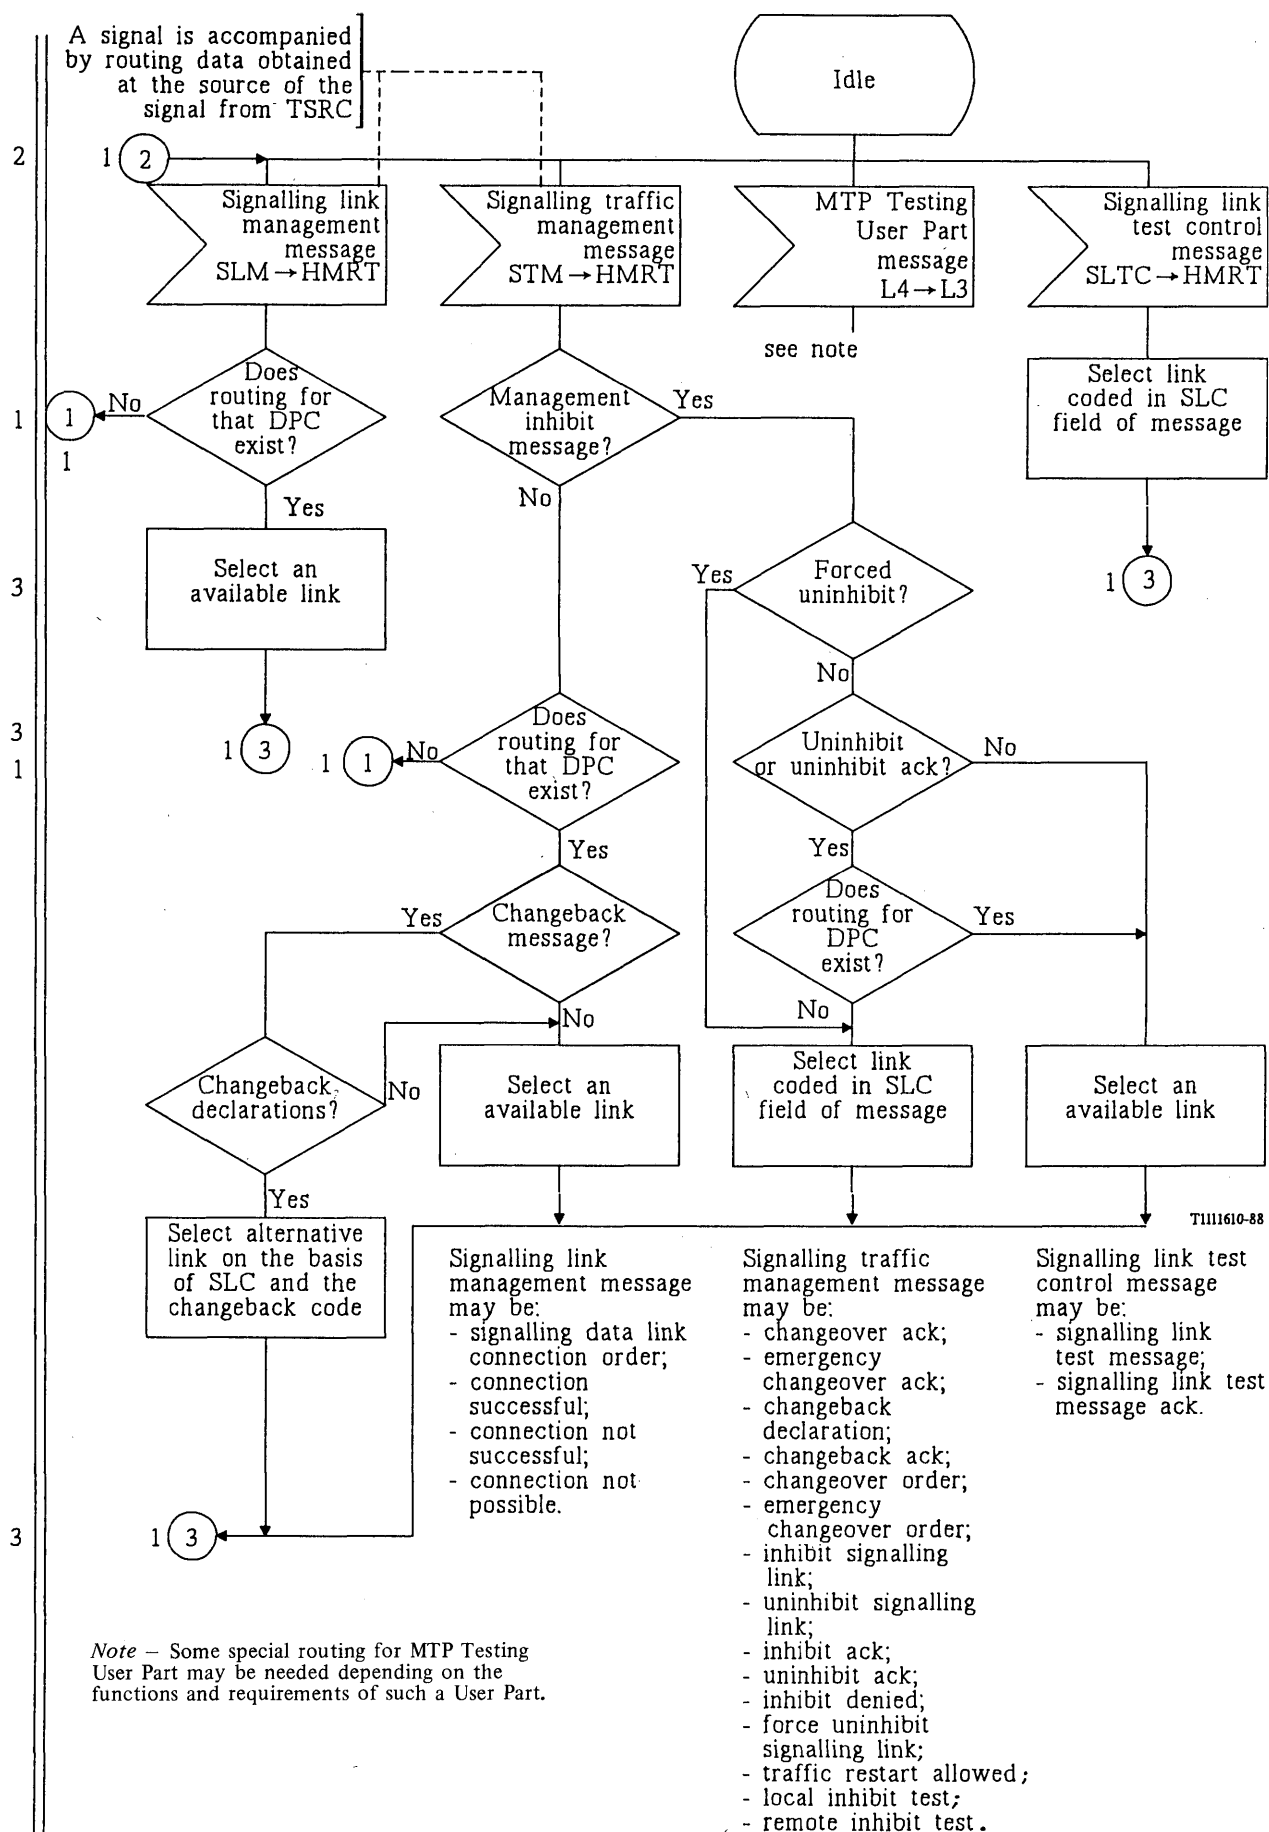 A signal is accompanied
by routing data obtained
at the source of the
signal from TSRC
Idle
2
1
2
Signalling link
management
message
SLM→HMRT
Signalling traffic
management
message
STM→HMRT
MTP Testing
User Part
message
L4→L3
Signalling link
test control
message
SLTC→HMRT
see note
Does
routing for
that DPC
exist?
No
1
1
1
Yes
Management
inhibit
message?
Yes
No
Select link
coded in SLC
field of message
1
3
3
Select an
available link
Forced
uninhibit?
Yes
No
3
1
1
3
1
1
No
Does
routing for
that DPC
exist?
Yes
Uninhibit
or uninhibit ack?
No
Yes
Changeback
message?
Yes
No
Does
routing for
DPC
exist?
Yes
No
Changeback
declarations?
No
Yes
Select an
available link
Select link
coded in SLC
field of message
Select an
available link
T1111610-88
Select alternative
link on the basis
of SLC and the
changeback code
Signalling link
management message
may be:
- signalling data link
connection order;
- connection
successful;
- connection not
successful;
- connection not
possible.
Signalling traffic
management message
may be:
- changeover ack;
- emergency
changeover ack;
- changeback
declaration;
- changeback ack;
- changeover order;
- emergency
changeover order;
- inhibit signalling
link;
- uninhibit signalling
link;
- inhibit ack;
- uninhibit ack;
- inhibit denied;
- force uninhibit
signalling link;
- traffic restart allowed;
- local inhibit test;
- remote inhibit test.
Signalling link test
control message
may be:
- signalling link
test message;
- signalling link test
message ack.
3
1
3
Note – Some special routing for MTP Testing
User Part may be needed depending on the
functions and requirements of such a User Part.